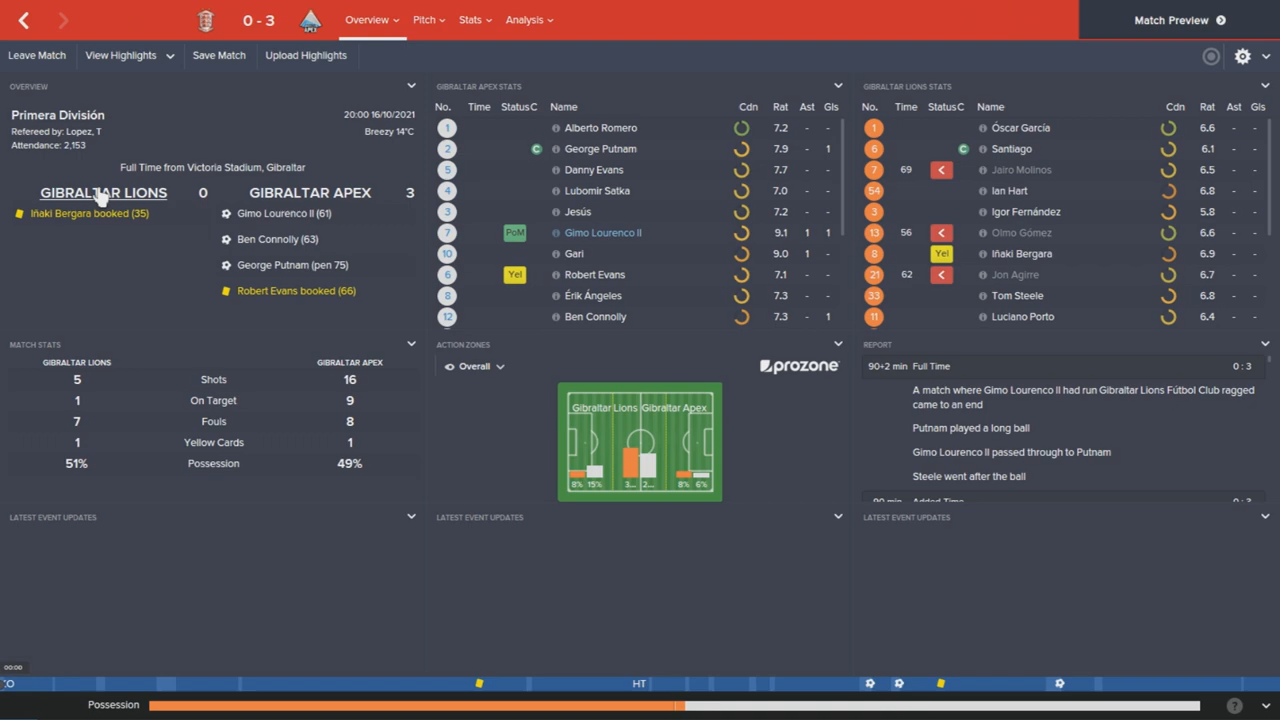 0 - 3
APEX
Overview
Pitch
Stats
Analysis
Match Preview
Leave Match
View Highlights
Save Match
Upload Highlights
OVERVIEW
Primera División
20:00 16/10/2021
Refereed by: Lopez, T
Breezy 14°C
Attendance: 2,153
Full Time from Victoria Stadium, Gibraltar
GIBRALTAR LIONS 0 GIBRALTAR APEX 3
Iñaki Bergara booked (35)
Gimo Lourenco II (61)
Ben Connolly (63)
George Putnam (pen 75)
Robert Evans booked (66)
GIBRALTAR APEX STATS
No. Time Status C Name Cdn Rat Ast Gls
1 Alberto Romero 7.2 - -
2 C George Putnam 7.9 - 1
5 Danny Evans 7.7 - -
4 Lubomir Satka 7.0 - -
3 Jesús 7.2 - -
7 PoM Gimo Lourenco II 9.1 1 1
10 Gari 9.0 1 -
6 Yel Robert Evans 7.1 - -
8 Érik Ángeles 7.3 - -
12 Ben Connolly 7.3 - 1
GIBRALTAR LIONS STATS
No. Time Status C Name Cdn Rat Ast Gls
1 Óscar García 6.6 - -
6 C Santiago 6.1 - -
7 69 Jairo Molinos 6.5 - -
54 Ian Hart 6.8 - -
3 Igor Fernández 5.8 - -
13 56 Olmo Gómez 6.6 - -
8 Yel Iñaki Bergara 6.9 - -
21 62 Jon Agirre 6.7 - -
33 Tom Steele 6.8 - -
11 Luciano Porto 6.4 - -
MATCH STATS
GIBRALTAR LIONS GIBRALTAR APEX
5 Shots 16
1 On Target 9
7 Fouls 8
1 Yellow Cards 1
51% Possession 49%
ACTION ZONES
Overall
prozone
Gibraltar Lions Gibraltar Apex
8% 15% 3... 2... 8% 6%
REPORT
90+2 min Full Time 0 : 3
A match where Gimo Lourenco II had run Gibraltar Lions Fútbol Club ragged
came to an end
Putnam played a long ball
Gimo Lourenco II passed through to Putnam
Steele went after the ball
90 min Added Time 0 : 3
LATEST EVENT UPDATES
LATEST EVENT UPDATES
LATEST EVENT UPDATES
00:00
HT
Possession
?